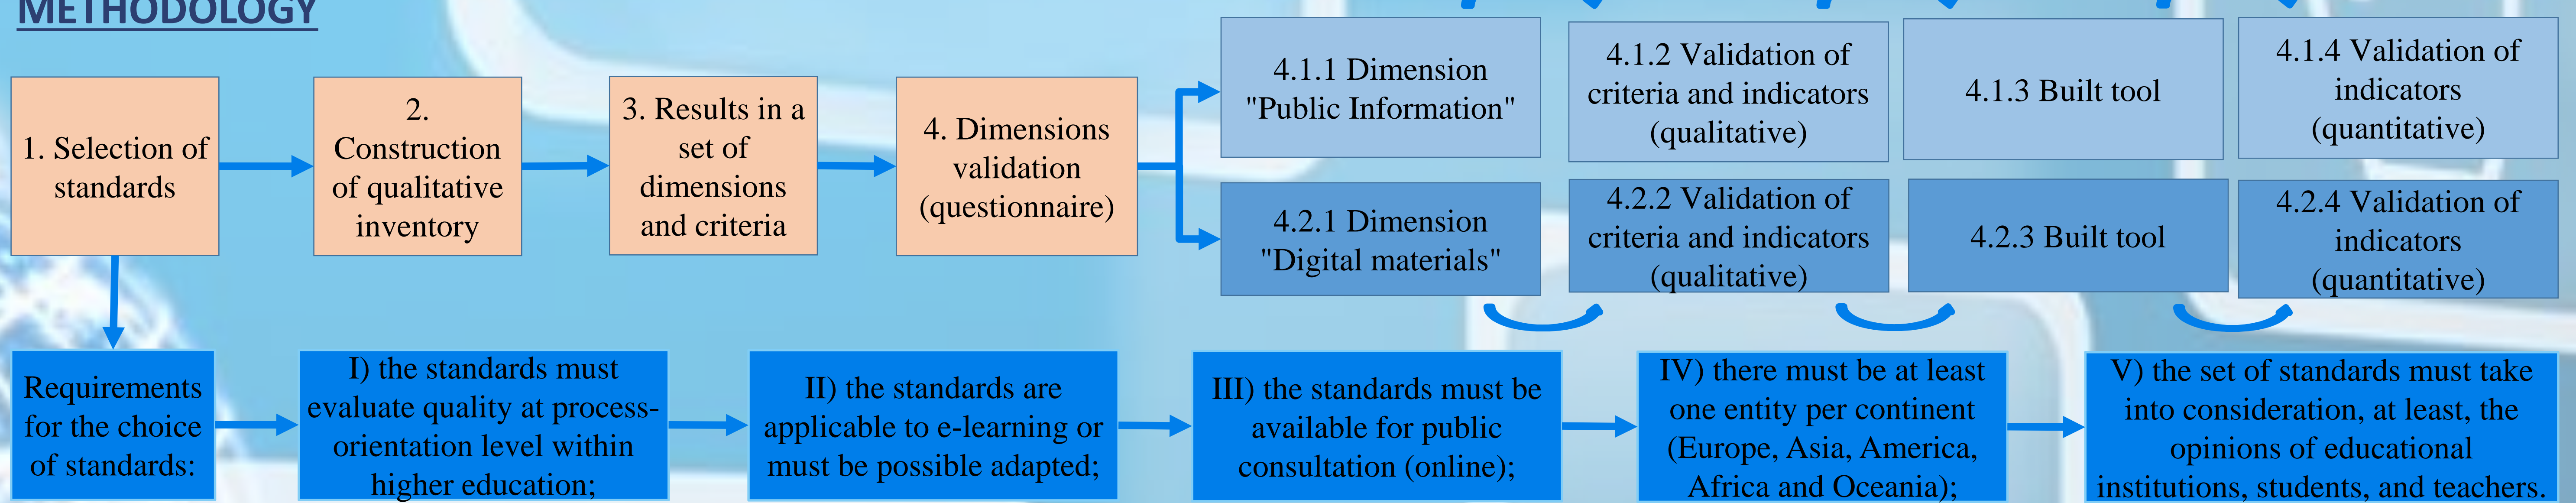 METHODOLOGY
1. Selection of
standards
2.
Construction
of qualitative
inventory
3. Results in a
set of
dimensions
and criteria
4. Dimensions
validation
(questionnaire)
4.1.1 Dimension
"Public Information"
4.1.2 Validation of
criteria and indicators
(qualitative)
4.1.3 Built tool
4.1.4 Validation of
indicators
(quantitative)
4.2.1 Dimension
"Digital materials"
4.2.2 Validation of
criteria and indicators
(qualitative)
4.2.3 Built tool
4.2.4 Validation of
indicators
(quantitative)
Requirements
for the choice
of standards:
I) the standards must
evaluate quality at process-
orientation level within
higher education;
II) the standards are
applicable to e-learning or
must be possible adapted;
III) the standards must be
available for public
consultation (online);
IV) there must be at least
one entity per continent
(Europe, Asia, America,
Africa and Oceania);
V) the set of standards must take
into consideration, at least, the
opinions of educational
institutions, students, and teachers.